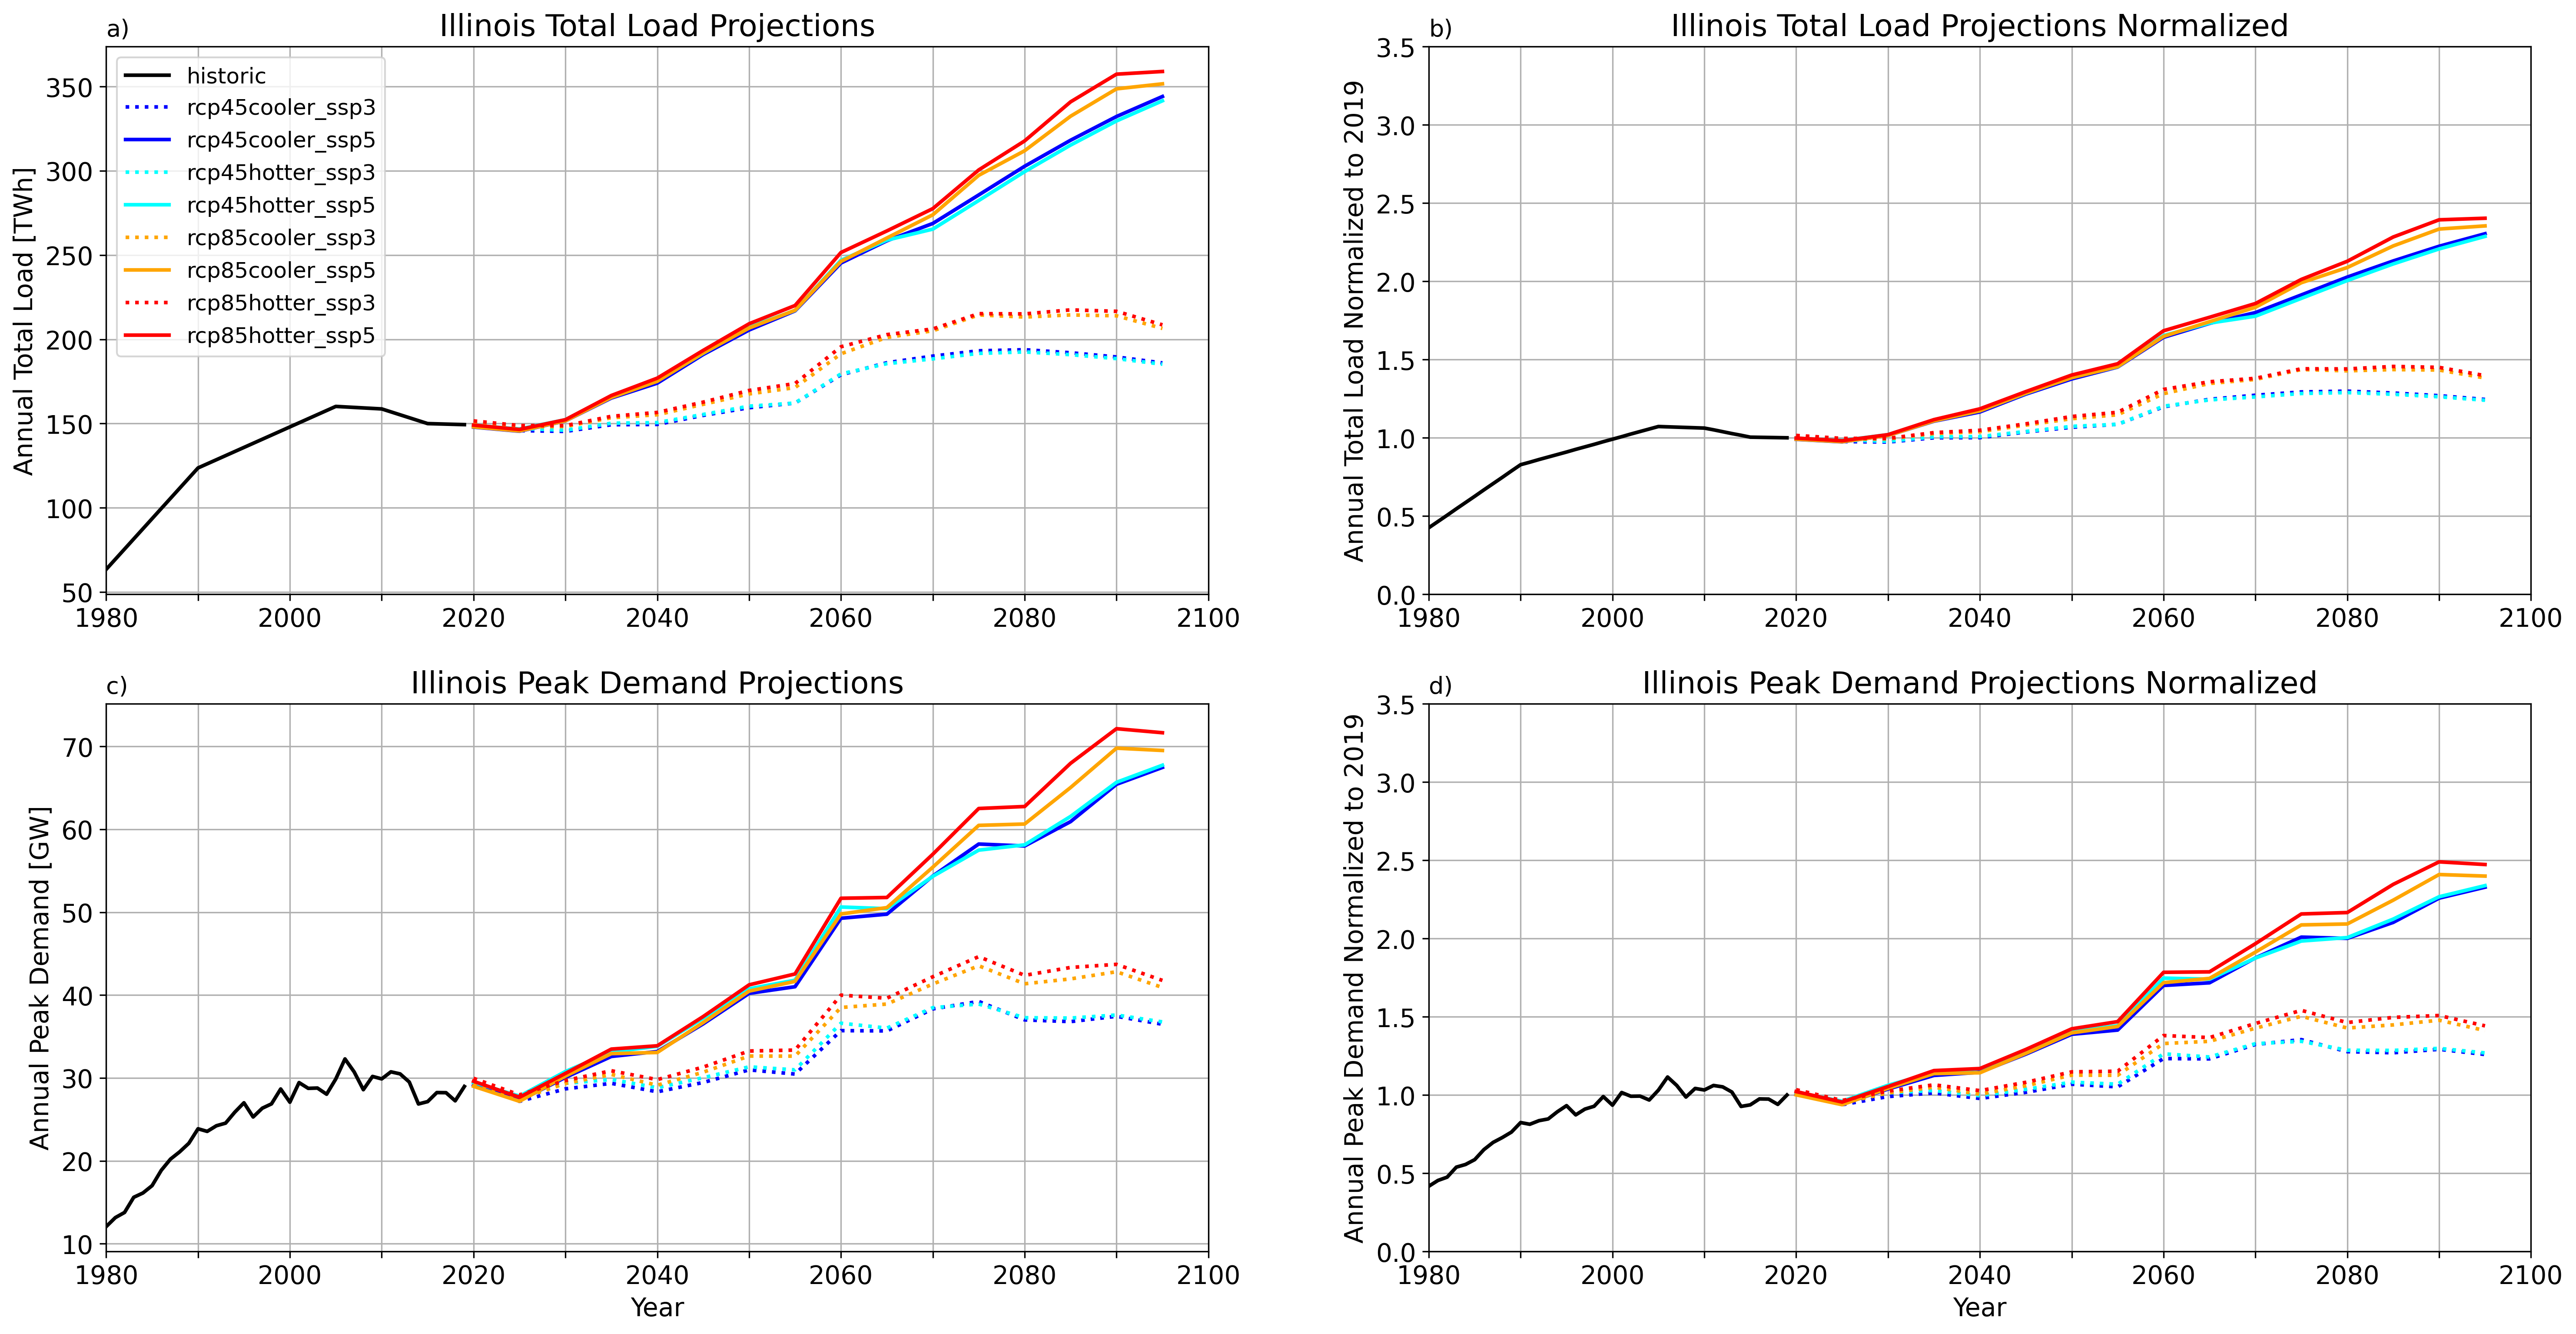 a)
Illinois Total Load Projections
Annual Total Load [TWh]
350
300
250
200
150
100
50
historic
rcp45cooler_ssp3
rcp45cooler_ssp5
rcp45hotter_ssp3
rcp45hotter_ssp5
rcp85cooler_ssp3
rcp85cooler_ssp5
rcp85hotter_ssp3
rcp85hotter_ssp5
1980 2000 2020 2040 2060 2080 2100
b)
Illinois Total Load Projections Normalized
Annual Total Load Normalized to 2019
3.5
3.0
2.5
2.0
1.5
1.0
0.5
0.0
1980 2000 2020 2040 2060 2080 2100
c)
Illinois Peak Demand Projections
Annual Peak Demand [GW]
70
60
50
40
30
20
10
1980 2000 2020 2040 2060 2080 2100
Year
d)
Illinois Peak Demand Projections Normalized
Annual Peak Demand Normalized to 2019
3.5
3.0
2.5
2.0
1.5
1.0
0.5
0.0
1980 2000 2020 2040 2060 2080 2100
Year